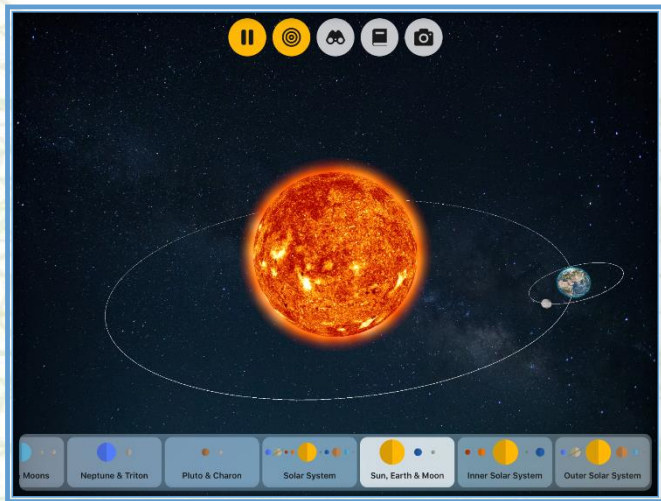 Moons
Neptune & Triton
Pluto & Charon
Solar System
Sun, Earth & Moon
Inner Solar System
Outer Solar System